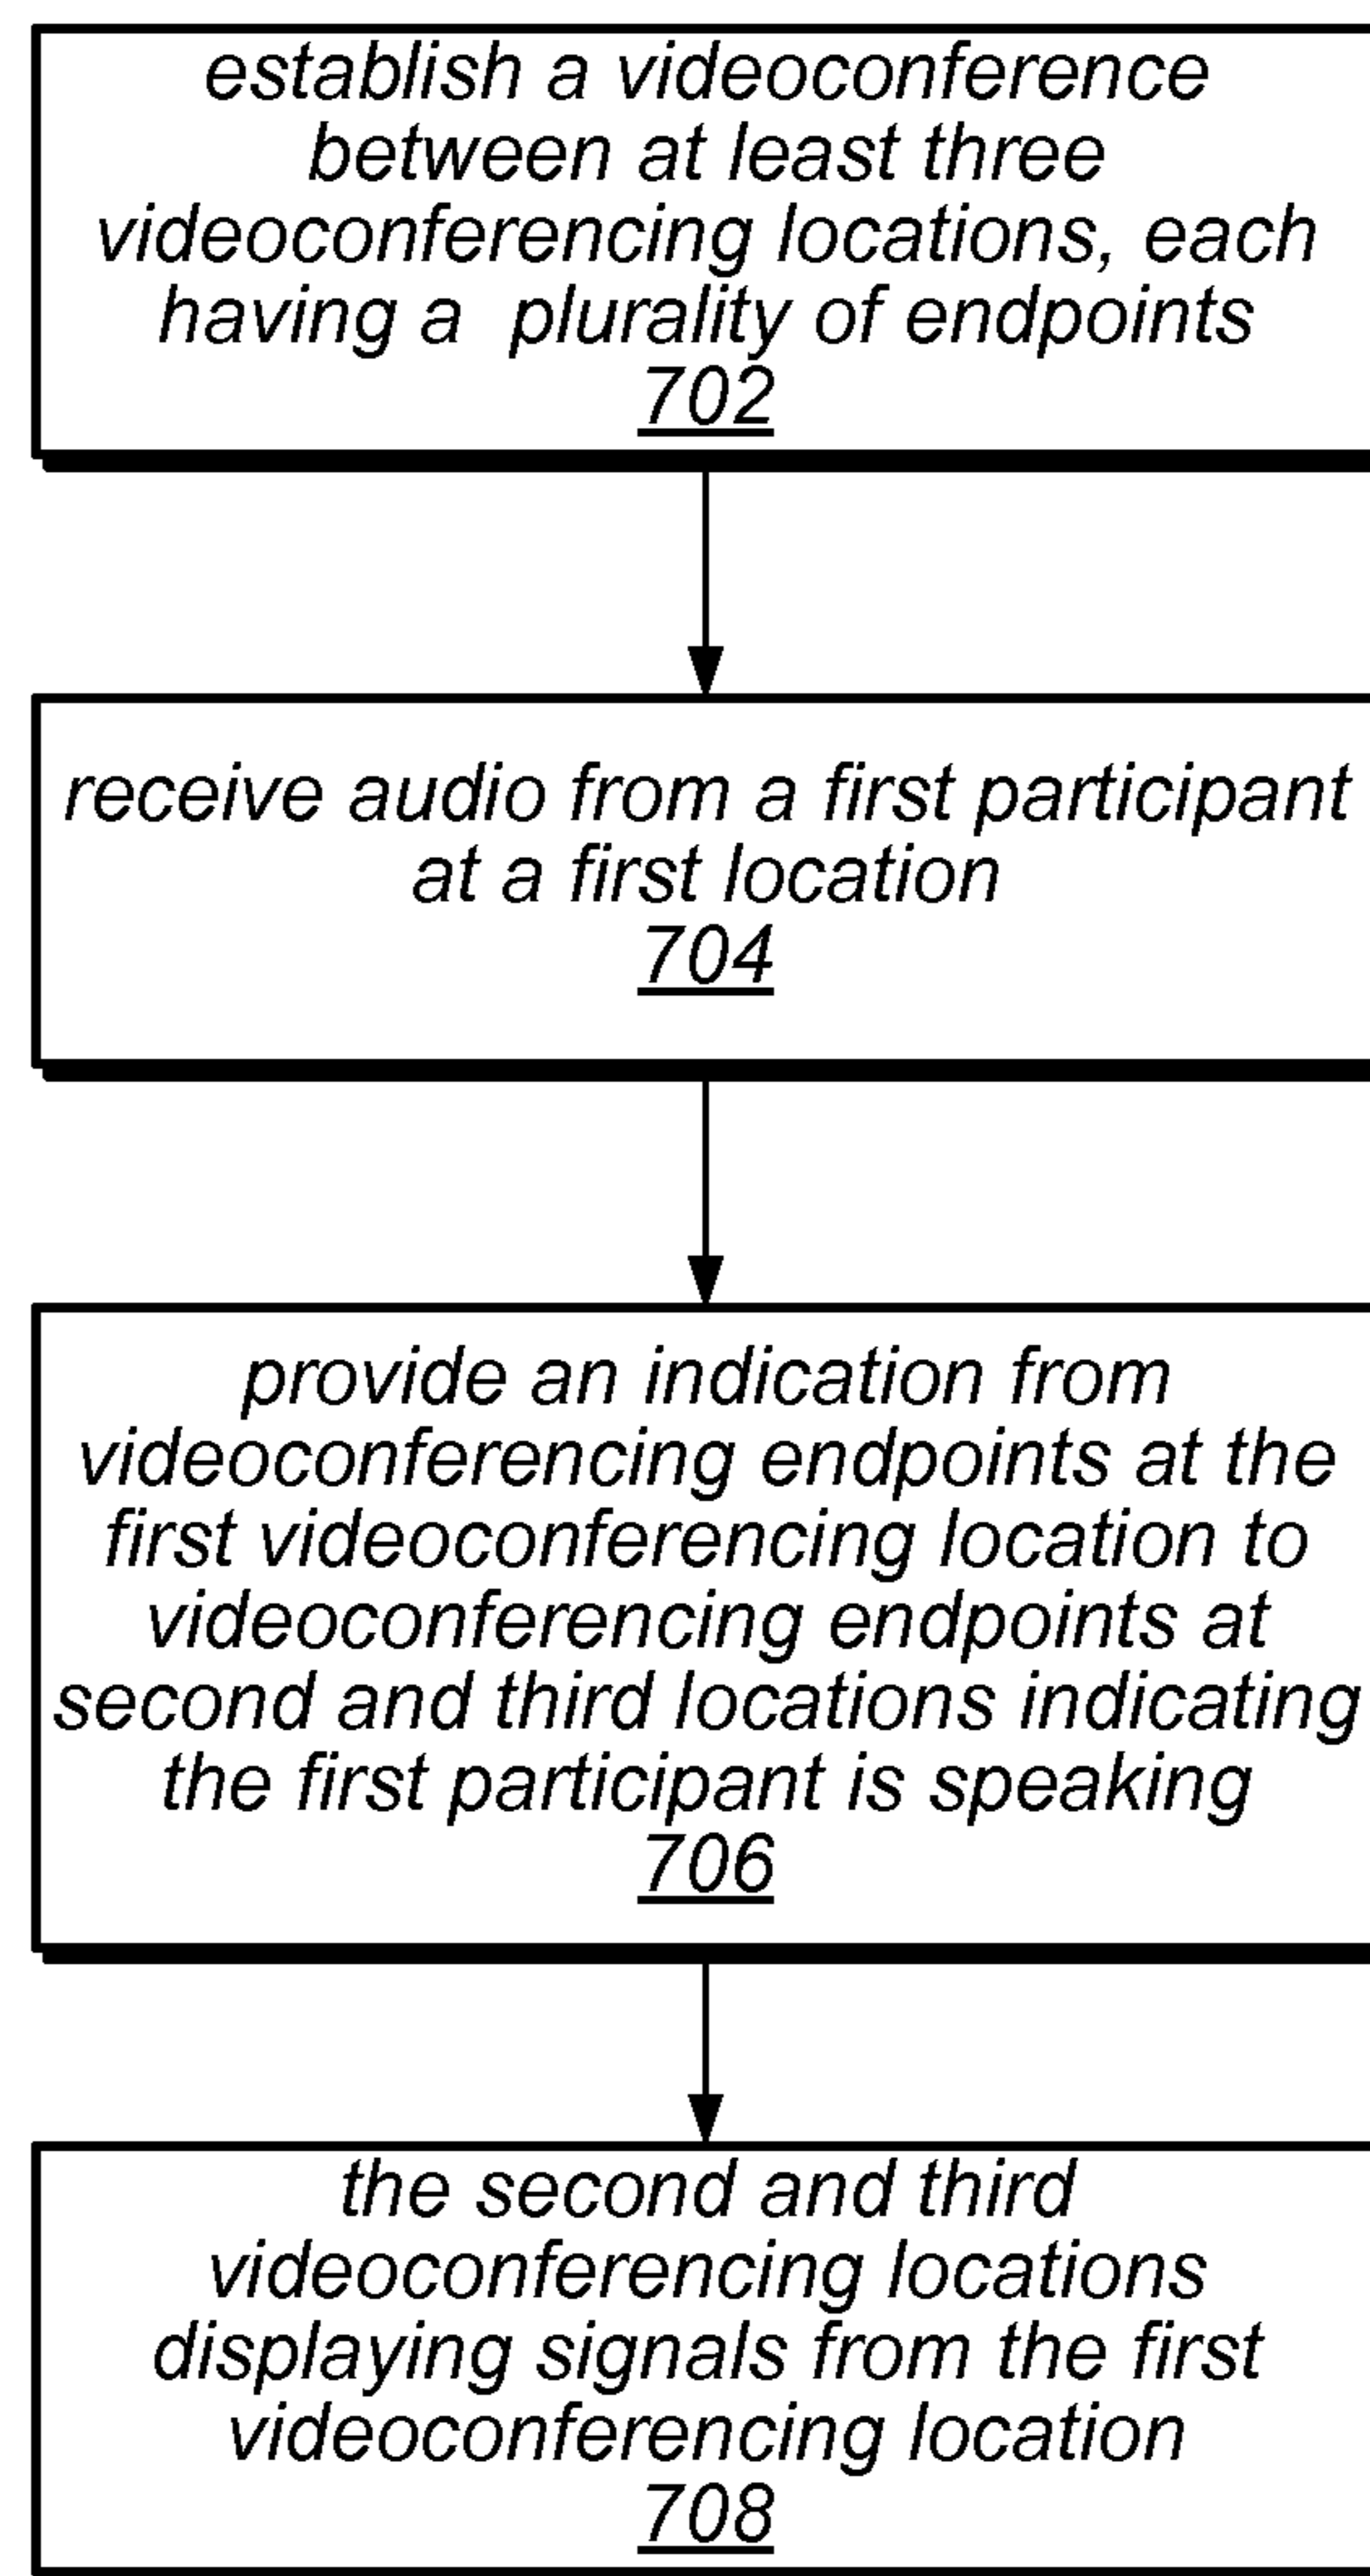 establish a videoconference
between at least three
videoconferencing locations, each
having a plurality of endpoints
702
receive audio from a first participant
at a first location
704
provide an indication from
videoconferencing endpoints at the
first videoconferencing location to
videoconferencing endpoints at
second and third locations indicating
the first participant is speaking
706
the second and third
videoconferencing locations
displaying signals from the first
videoconferencing location
708